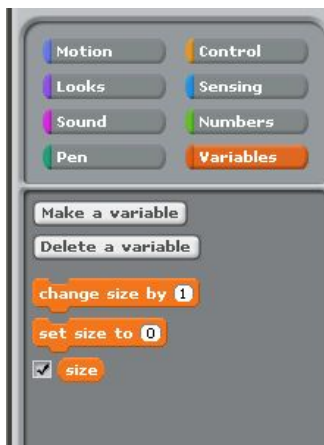 Motion Control
Looks Sensing
Sound Numbers
Pen Variables
Make a variable
Delete a variable
change size by 1
set size to 0
size